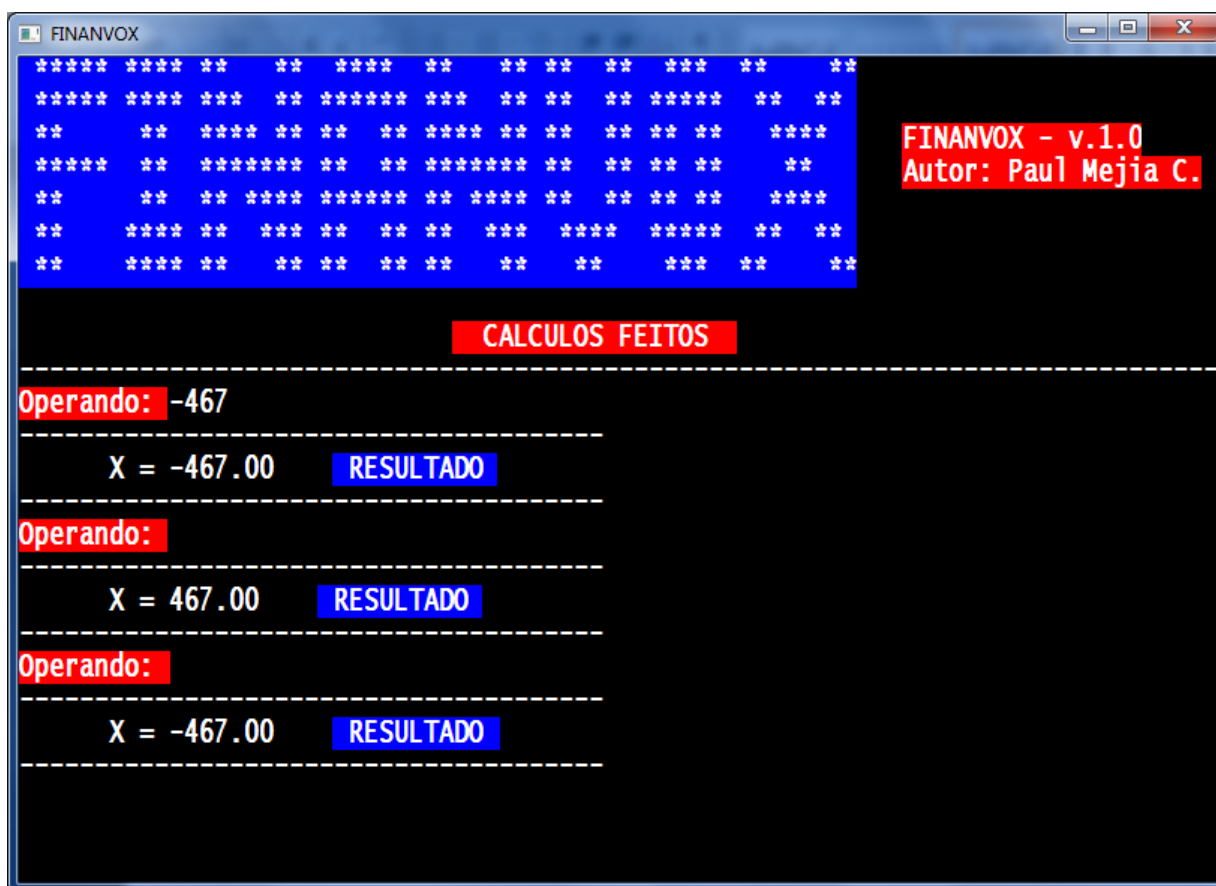 FINANVOX
***** **** **   **  ****  **   ** **  **  ***  **    **
***** **** ***  ** ****** ***  ** **  ** *****  **  **
**     **  **** ** **  ** **** ** **  ** ** **   ****
*****  **  ******* **  ** ******* **  ** ** **    **
**     **  ** **** ****** ** **** **  ** ** **   ****
**    **** **  *** **  ** **  ***  ****  *****  **  **
**    **** **   ** **  ** **   **   **    ***  **    **
FINANVOX - v.1.0
Autor: Paul Mejia C.
CALCULOS FEITOS
--------------------------------------------------------------------------------
Operando: -467
---------------------------------------
X = -467.00 RESULTADO
---------------------------------------
Operando:
---------------------------------------
X = 467.00 RESULTADO
---------------------------------------
Operando:
---------------------------------------
X = -467.00 RESULTADO
---------------------------------------